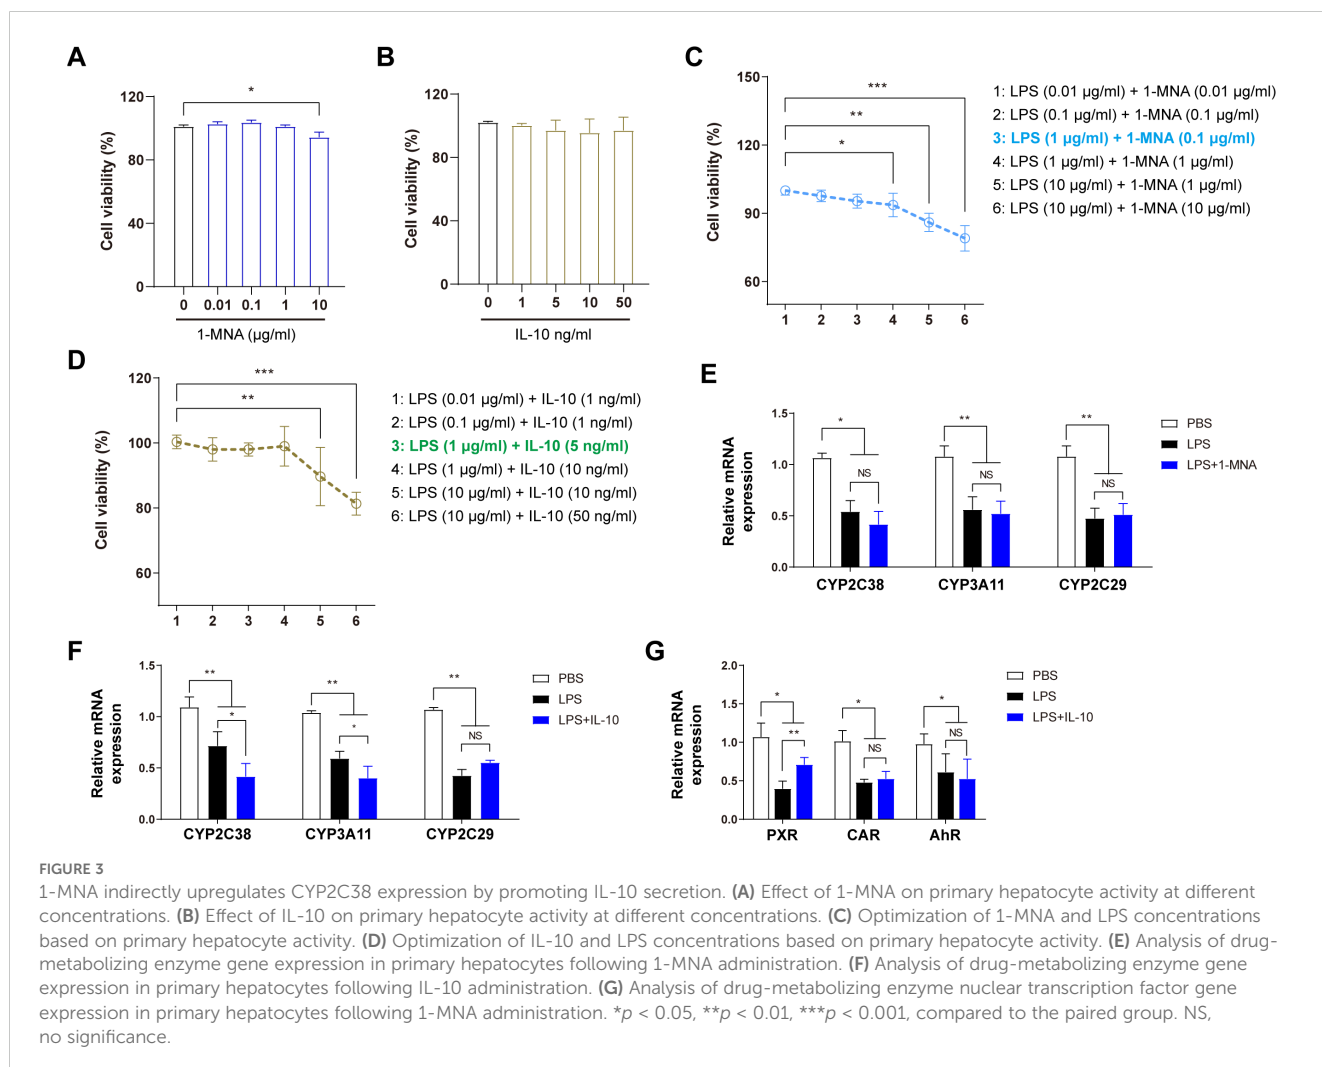 A
Cell viability (%)
120
80
40
0
*
0 0.01 0.1 1 10
1-MNA (µg/ml)
B
Cell viability (%)
120
80
40
0
0 1 5 10 50
IL-10 ng/ml
C
Cell viability (%)
150
120
90
60
***
**
*
1 2 3 4 5 6
1: LPS (0.01 µg/ml) + 1-MNA (0.01 µg/ml)
2: LPS (0.1 µg/ml) + 1-MNA (0.1 µg/ml)
3: LPS (1 µg/ml) + 1-MNA (0.1 µg/ml)
4: LPS (1 µg/ml) + 1-MNA (1 µg/ml)
5: LPS (10 µg/ml) + 1-MNA (1 µg/ml)
6: LPS (10 µg/ml) + 1-MNA (10 µg/ml)
D
Cell viability (%)
120
100
80
60
***
**
1 2 3 4 5 6
1: LPS (0.01 µg/ml) + IL-10 (1 ng/ml)
2: LPS (0.1 µg/ml) + IL-10 (1 ng/ml)
3: LPS (1 µg/ml) + IL-10 (5 ng/ml)
4: LPS (1 µg/ml) + IL-10 (10 ng/ml)
5: LPS (10 µg/ml) + IL-10 (10 ng/ml)
6: LPS (10 µg/ml) + IL-10 (50 ng/ml)
E
Relative mRNA
expression
1.5
1.0
0.5
0.0
* ** **
NS NS NS
CYP2C38 CYP3A11 CYP2C29
PBS
LPS
LPS+1-MNA
F
Relative mRNA
expression
1.5
1.0
0.5
0.0
** ** **
* * NS
CYP2C38 CYP3A11 CYP2C29
PBS
LPS
LPS+IL-10
G
Relative mRNA
expression
2.0
1.5
1.0
0.5
0.0
* * *
** NS NS
PXR CAR AhR
PBS
LPS
LPS+IL-10
FIGURE 3
1-MNA indirectly upregulates CYP2C38 expression by promoting IL-10 secretion. (A) Effect of 1-MNA on primary hepatocyte activity at different
concentrations. (B) Effect of IL-10 on primary hepatocyte activity at different concentrations. (C) Optimization of 1-MNA and LPS concentrations
based on primary hepatocyte activity. (D) Optimization of IL-10 and LPS concentrations based on primary hepatocyte activity. (E) Analysis of drug-
metabolizing enzyme gene expression in primary hepatocytes following 1-MNA administration. (F) Analysis of drug-metabolizing enzyme gene
expression in primary hepatocytes following IL-10 administration. (G) Analysis of drug-metabolizing enzyme nuclear transcription factor gene
expression in primary hepatocytes following 1-MNA administration. *p < 0.05, **p < 0.01, ***p < 0.001, compared to the paired group. NS,
no significance.